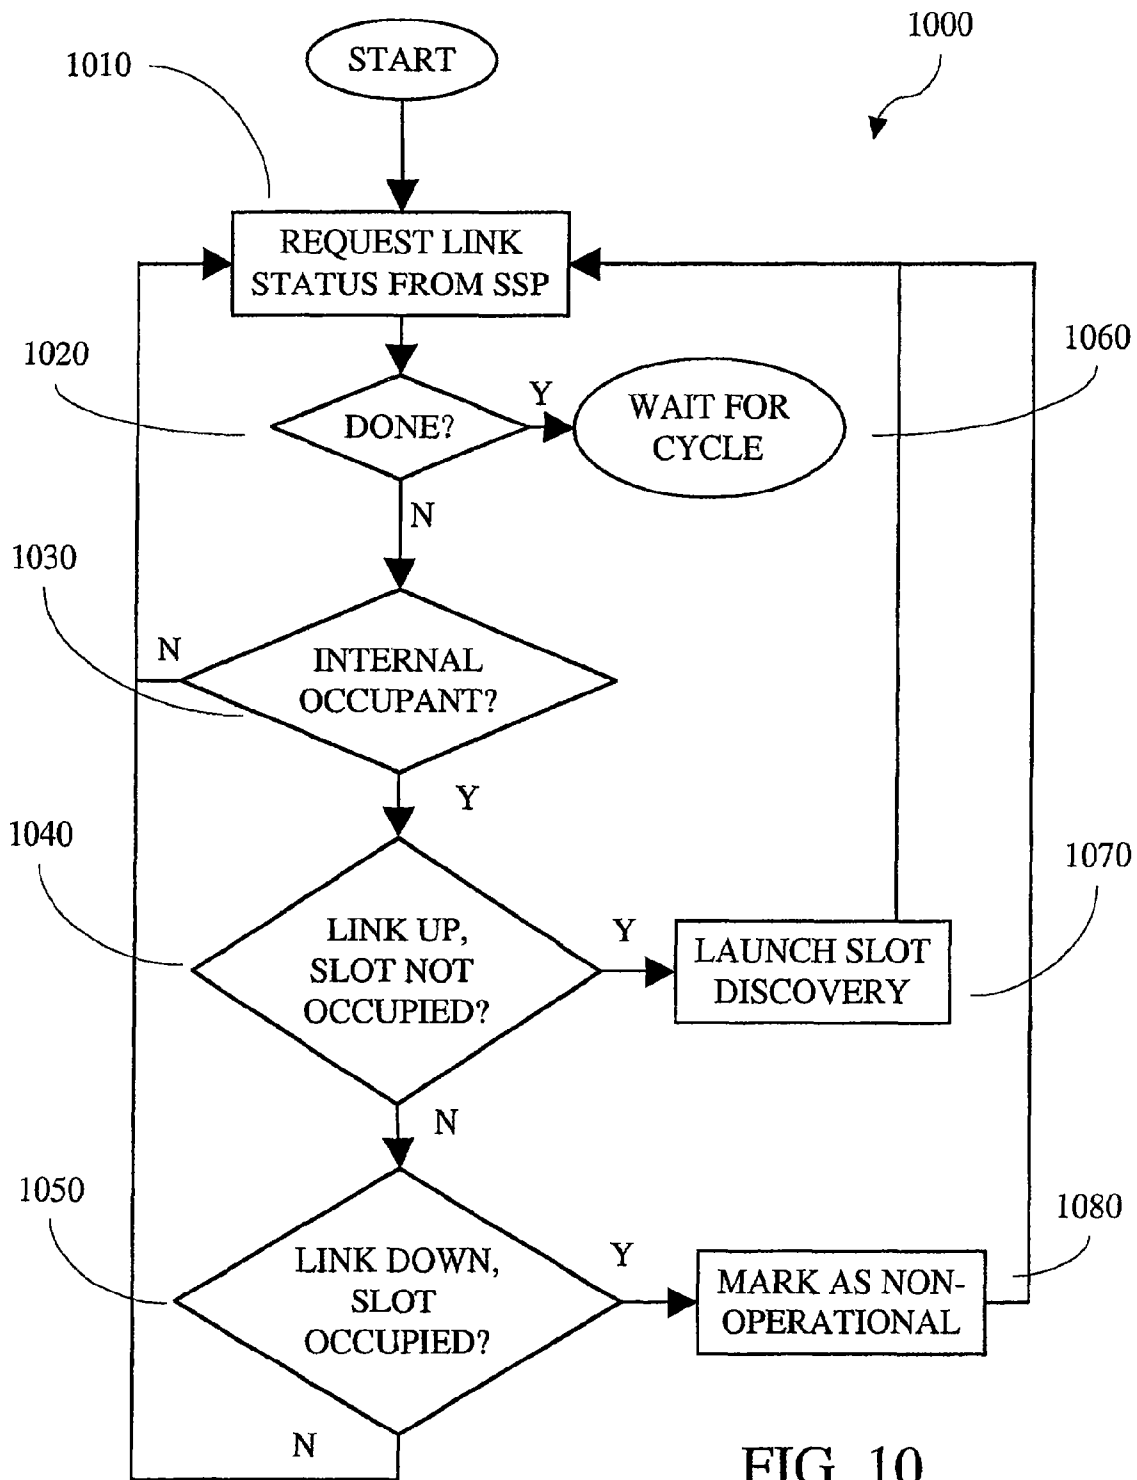 1000
START
1010
REQUEST LINK
STATUS FROM SSP
1020
DONE?
Y
WAIT FOR
CYCLE
1060
N
1030
INTERNAL
OCCUPANT?
N
Y
1040
LINK UP,
SLOT NOT
OCCUPIED?
Y
LAUNCH SLOT
DISCOVERY
1070
N
1050
LINK DOWN,
SLOT
OCCUPIED?
Y
MARK AS NON-
OPERATIONAL
1080
N
FIG. 10